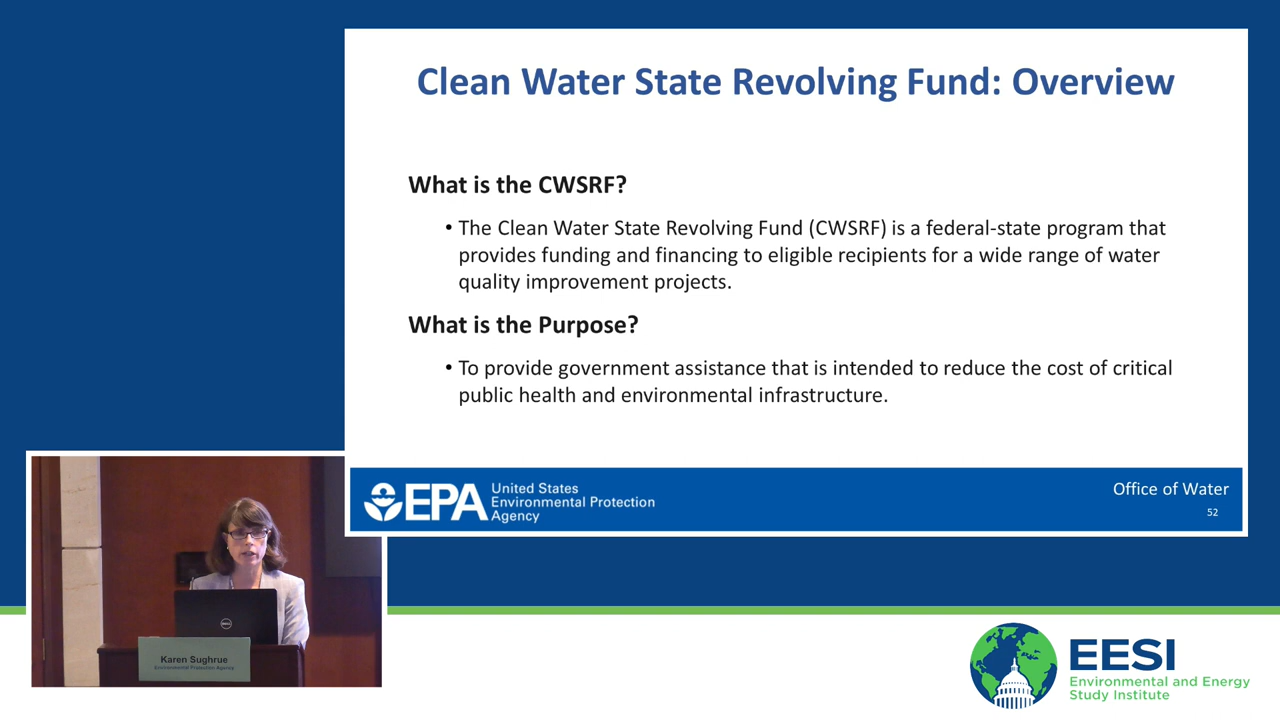 Clean Water State Revolving Fund: Overview
What is the CWSRF?
• The Clean Water State Revolving Fund (CWSRF) is a federal-state program that
provides funding and financing to eligible recipients for a wide range of water
quality improvement projects.
What is the Purpose?
• To provide government assistance that is intended to reduce the cost of critical
public health and environmental infrastructure.
EPA
United States
Environmental Protection
Agency
Office of Water
52
DELL
Karen Sughrue
Environmental Protection Agency
EESI
Environmental and Energy
Study Institute